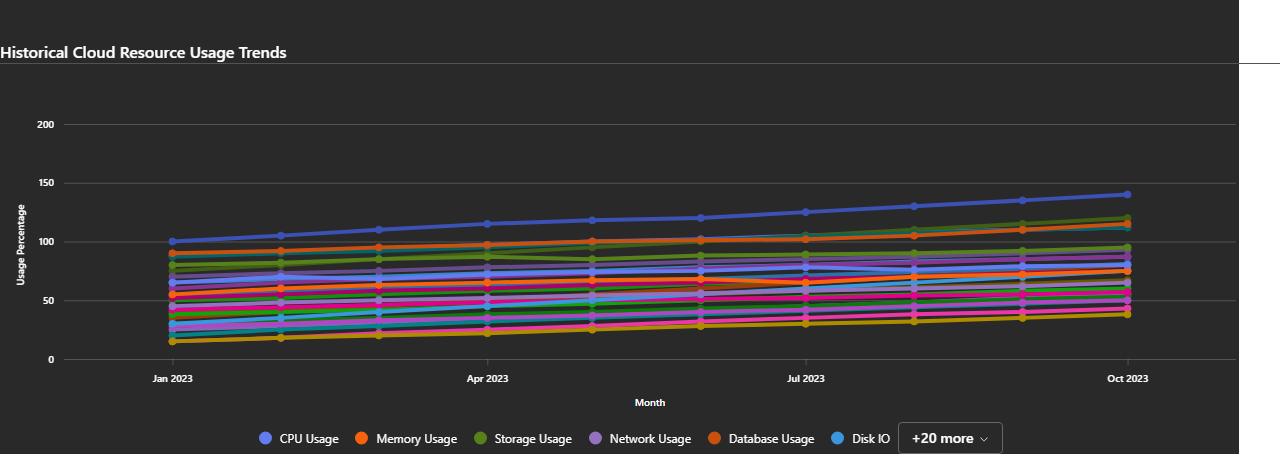 Historical Cloud Resource Usage Trends
200
150
100
50
0
Usage Percentage
Jan 2023
Apr 2023
Jul 2023
Oct 2023
Month
CPU Usage
Memory Usage
Storage Usage
Network Usage
Database Usage
Disk IO
+20 more